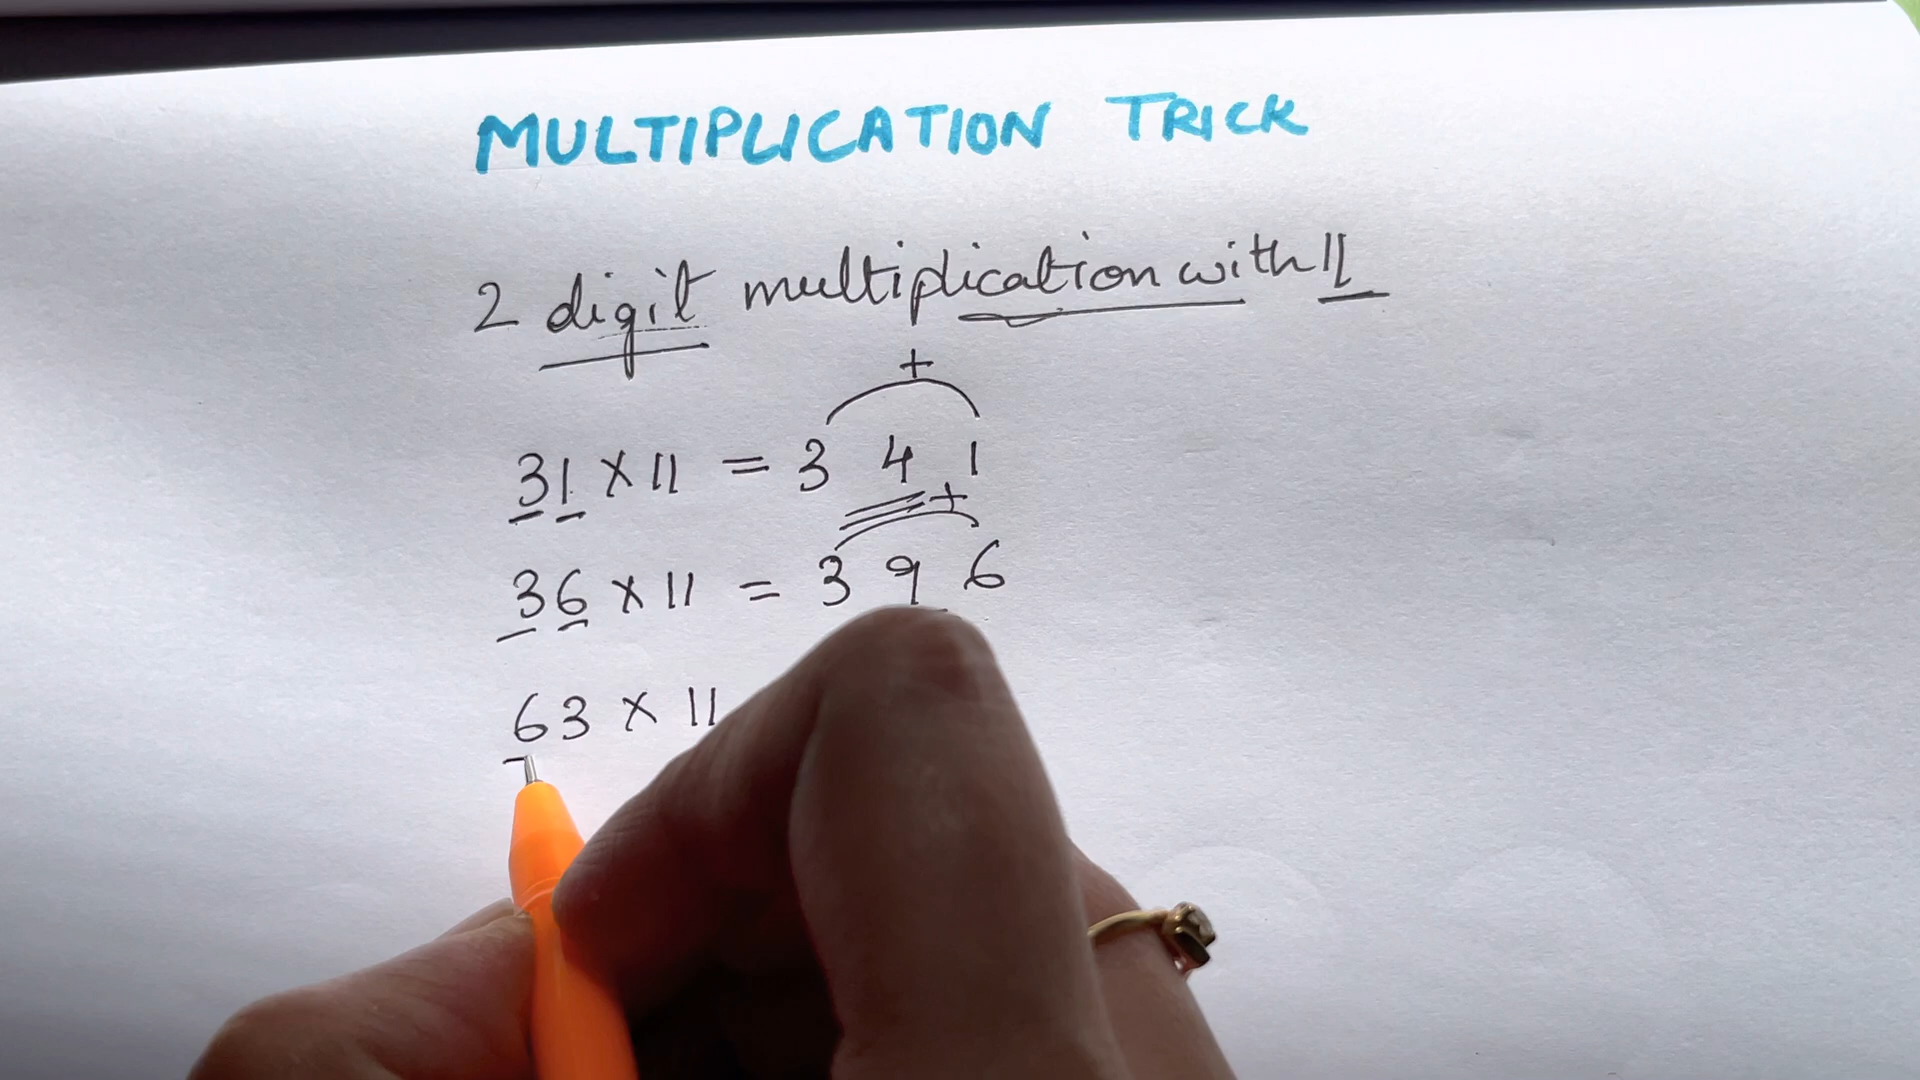 MULTIPLICATION TRICK
2 digit multiplication with 11
+
31 X 11 = 3 4 1
+
36 x 11 = 3 9 6
63 x 11